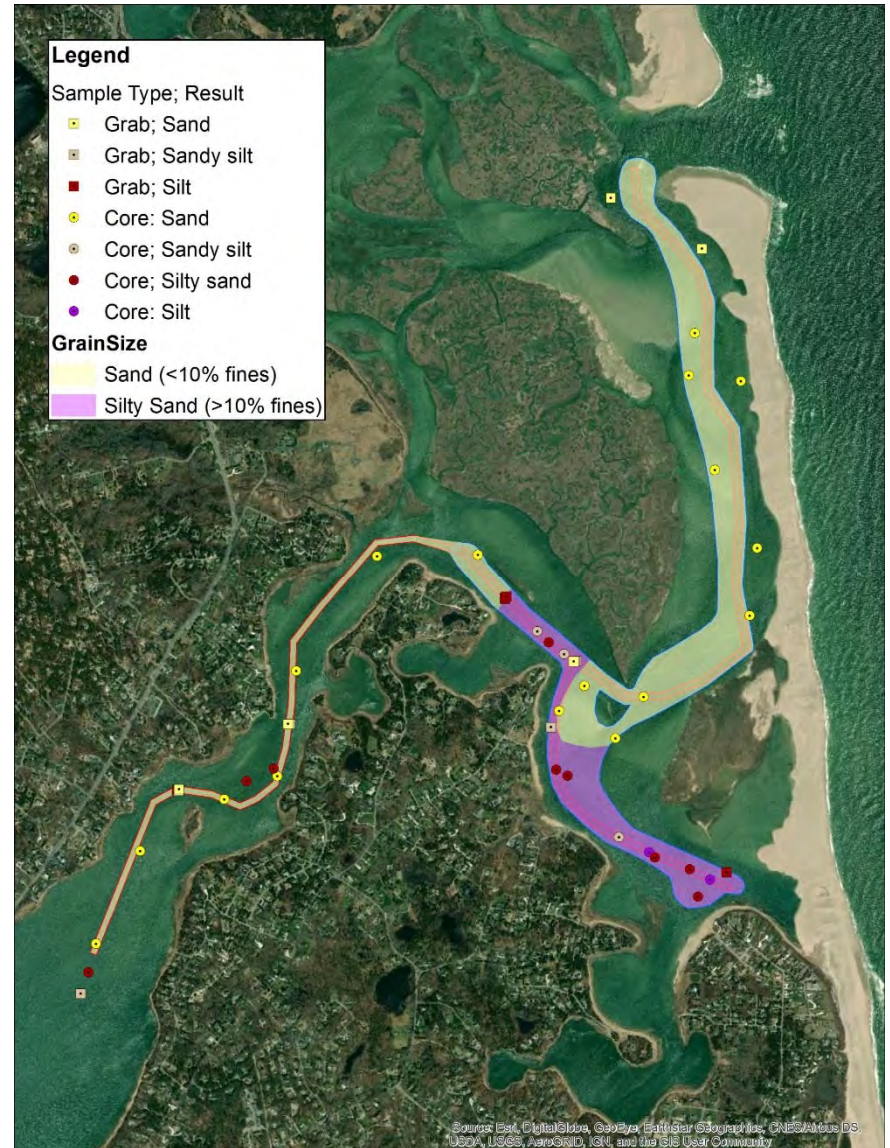 Legend
Sample Type; Result
Grab; Sand
Grab; Sandy silt
Grab; Silt
Core: Sand
Core; Sandy silt
Core; Silty sand
Core: Silt
GrainSize
Sand (<10% fines)
Silty Sand (>10% fines)
Source: Esri, DigitalGlobe, GeoEye, Earthstar Geographics, CNES/Airbus DS,
USDA, USGS, AeroGRID, IGN, and the GIS User Community